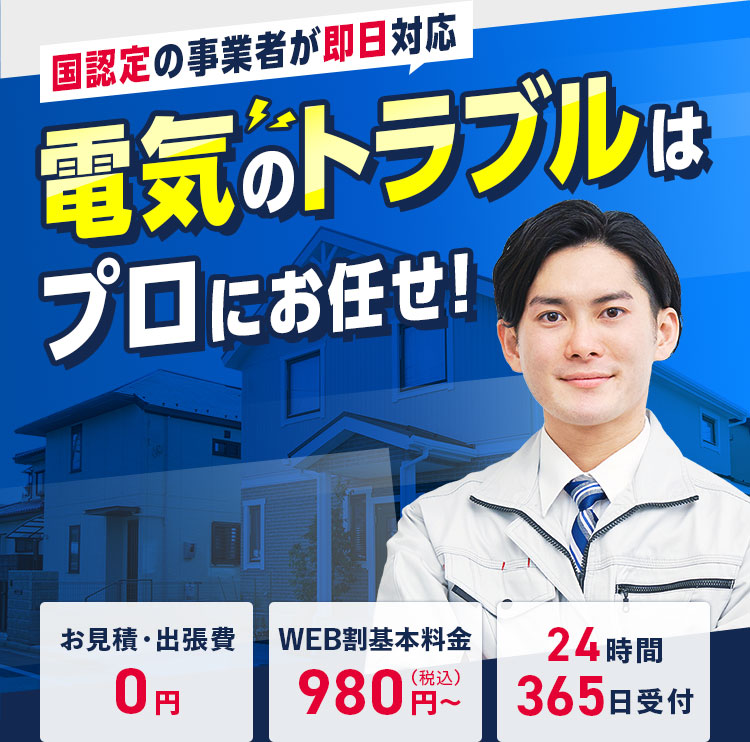 国認定の事業者が即日対応
電気のトラブルは
プロにお任せ!
お見積・出張費
0円
WEB割基本料金
980円~(税込)
24時間
365日受付